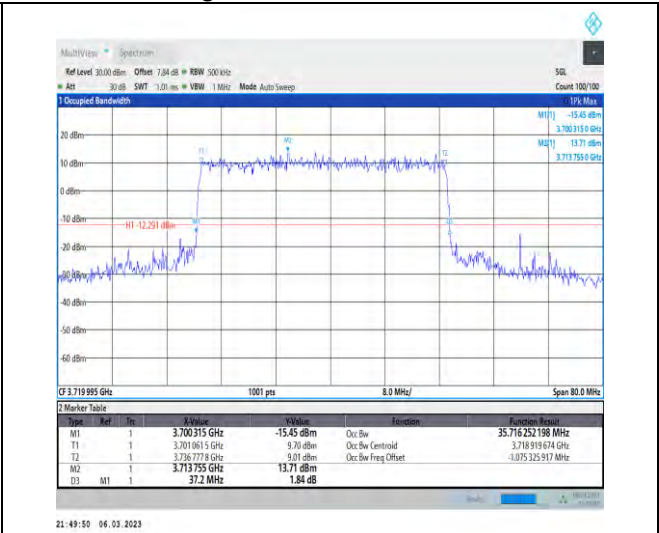 MultiView Spectrum
Ref Level 30.00 dBm Offset 7.84 dB RBW 500 kHz SGL
Att 30 dB SWT 1.01 ms VBW 1 MHz Mode Auto Sweep Count 100/100
1 Occupied Bandwidth 1Pk Max
M1[1] -15.45 dBm
3.700 315 0 GHz
M2[1] 13.71 dBm
3.713 755 0 GHz
20 dBm
M2
T1 T2
10 dBm
0 dBm
-10 dBm
H1 -12.291 dBm M1 D3
-20 dBm
-30 dBm
-40 dBm
-50 dBm
-60 dBm
CF 3.719 995 GHz 1001 pts 8.0 MHz/ Span 80.0 MHz
2 Marker Table
Type Ref Trc X-Value Y-Value Function Function Result
M1 1 3.700315 GHz -15.45 dBm Occ Bw 35.716 252 198 MHz
T1 1 3.701 061 5 GHz 9.70 dBm Occ Bw Centroid 3.718 919 674 GHz
T2 1 3.736 777 8 GHz 9.01 dBm Occ Bw Freq Offset -1.075 325 917 MHz
M2 1 3.713755 GHz 13.71 dBm
D3 M1 1 37.2 MHz 1.84 dB
21:49:50 06.03.2023